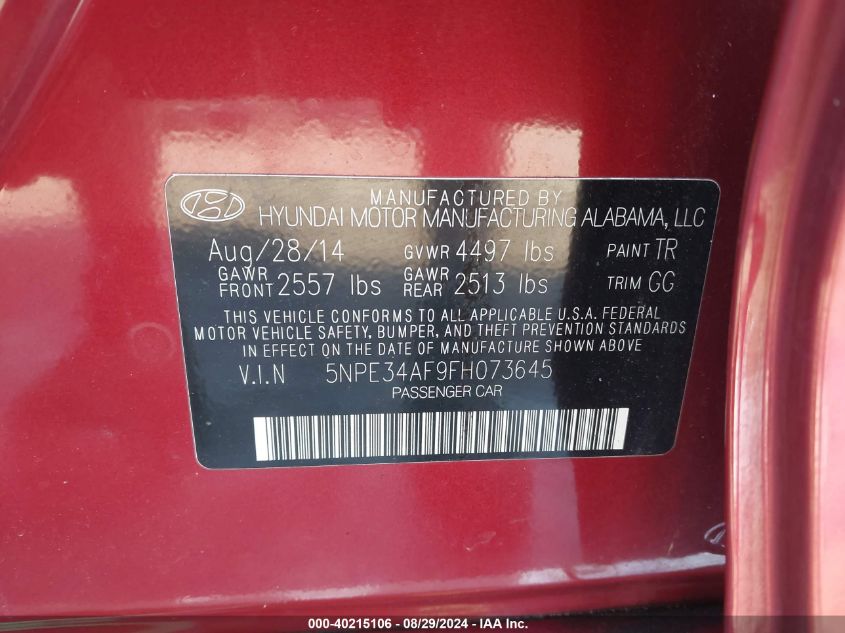 MANUFACTURED BY
HYUNDAI MOTOR MANUFACTURING ALABAMA, LLC
Aug/28/14 GVWR 4497 lbs PAINT TR
GAWR FRONT 2557 lbs GAWR REAR 2513 lbs TRIM GG
THIS VEHICLE CONFORMS TO ALL APPLICABLE U.S.A. FEDERAL
MOTOR VEHICLE SAFETY, BUMPER, AND THEFT PREVENTION STANDARDS
IN EFFECT ON THE DATE OF MANUFACTURE SHOWN ABOVE.
V.I.N 5NPE34AF9FH073645
PASSENGER CAR
000-40215106 - 08/29/2024 - IAA Inc.